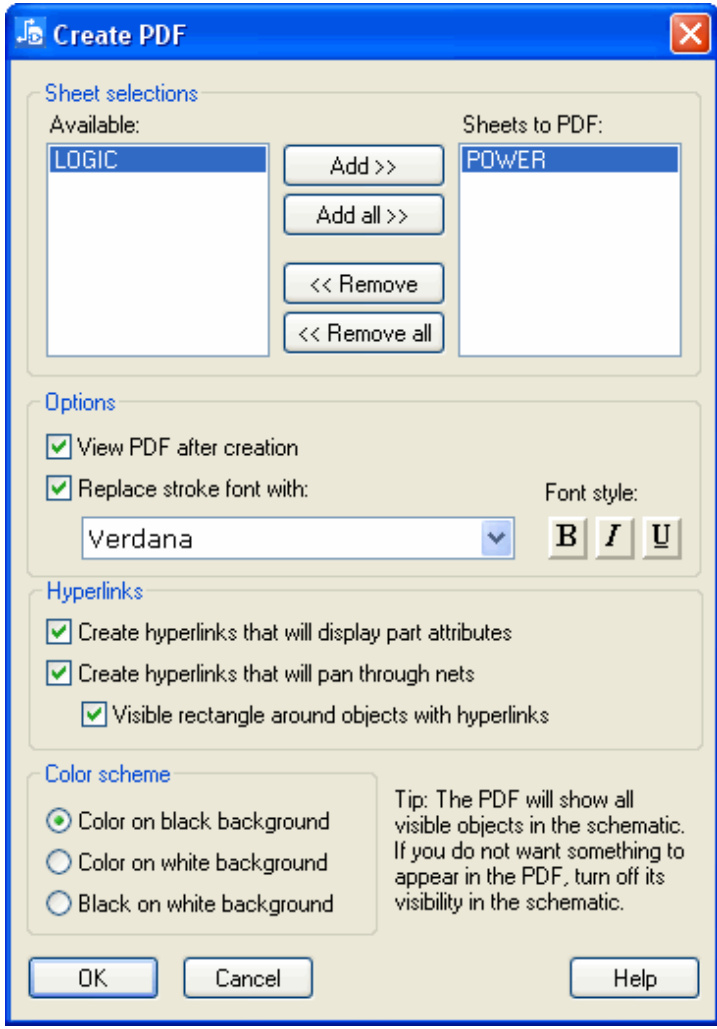 Create PDF
Sheet selections
Available:
Sheets to PDF:
LOGIC
Add >>
POWER
Add all >>
<< Remove
<< Remove all
Options
View PDF after creation
Replace stroke font with:
Font style:
Verdana
B I U
Hyperlinks
Create hyperlinks that will display part attributes
Create hyperlinks that will pan through nets
Visible rectangle around objects with hyperlinks
Color scheme
Color on black background
Color on white background
Black on white background
Tip: The PDF will show all
visible objects in the schematic.
If you do not want something to
appear in the PDF, turn off its
visibility in the schematic.
OK
Cancel
Help